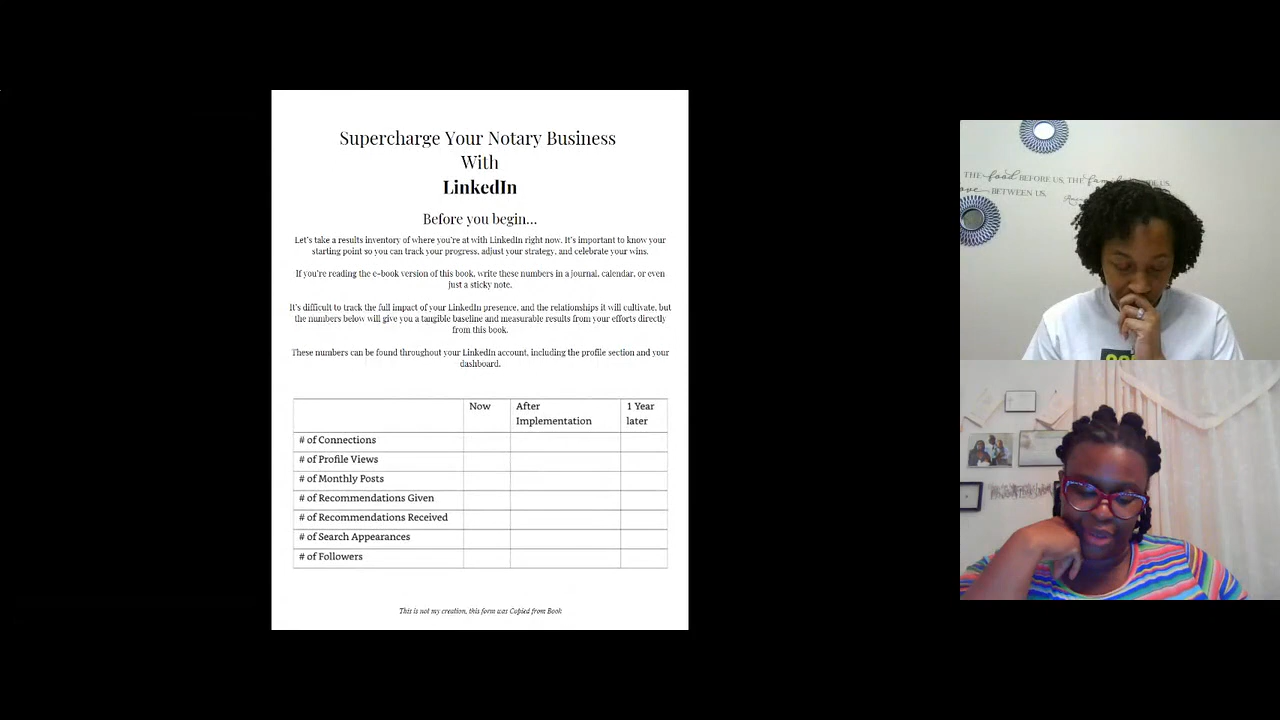 Supercharge Your Notary Business
With
LinkedIn
Before you begin...
Let's take a results inventory of where you're at with LinkedIn right now. It's important to know your
starting point so you can track your progress, adjust your strategy, and celebrate your wins.
If you're reading the e-book version of this book, write these numbers in a journal, calendar, or even
just a sticky note.
It's difficult to track the full impact of your LinkedIn presence, and the relationships it will cultivate, but
the numbers below will give you a tangible baseline and measurable results from your efforts directly
from this book.
These numbers can be found throughout your LinkedIn account, including the profile section and your
dashboard.
Now After 1 Year
Implementation later
# of Connections
# of Profile Views
# of Monthly Posts
# of Recommendations Given
# of Recommendations Received
# of Search Appearances
# of Followers
This is not my creation, this form was Copied from Book
THE food BEFORE US, THE
BETWEEN US.